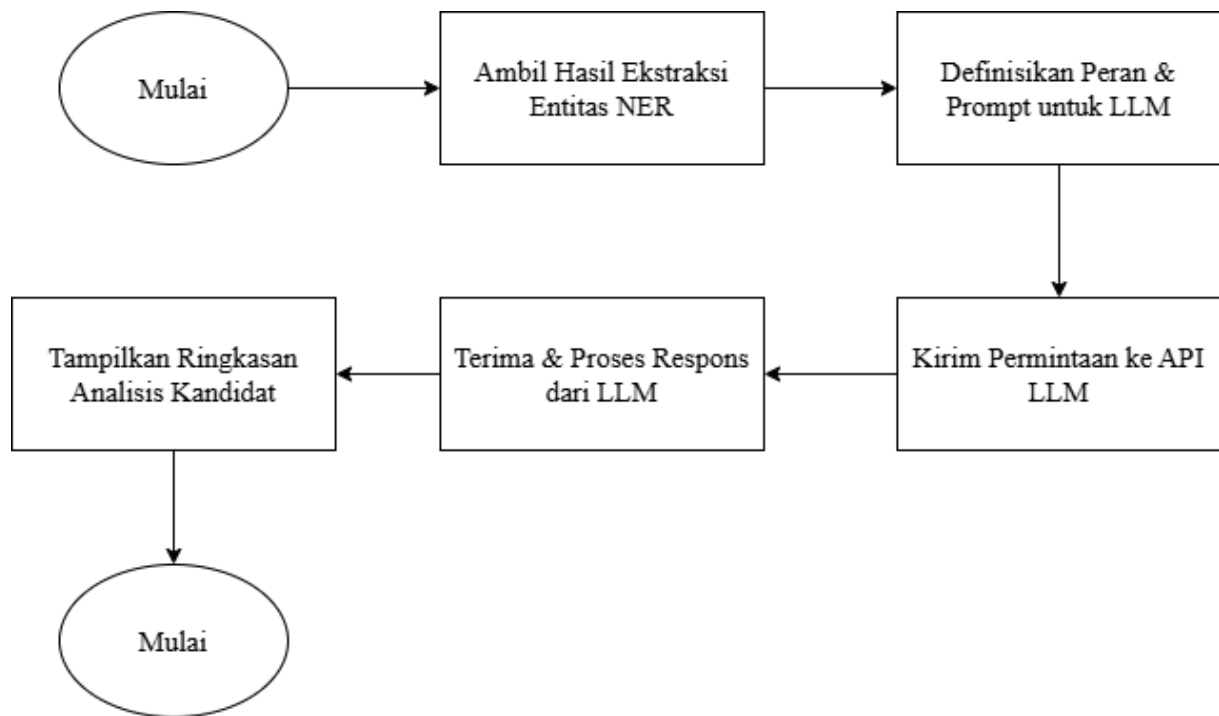 Mulai
Ambil Hasil Ekstraksi
Entitas NER
Definisikan Peran &
Prompt untuk LLM
Kirim Permintaan ke API
LLM
Terima & Proses Respons
dari LLM
Tampilkan Ringkasan
Analisis Kandidat
Mulai